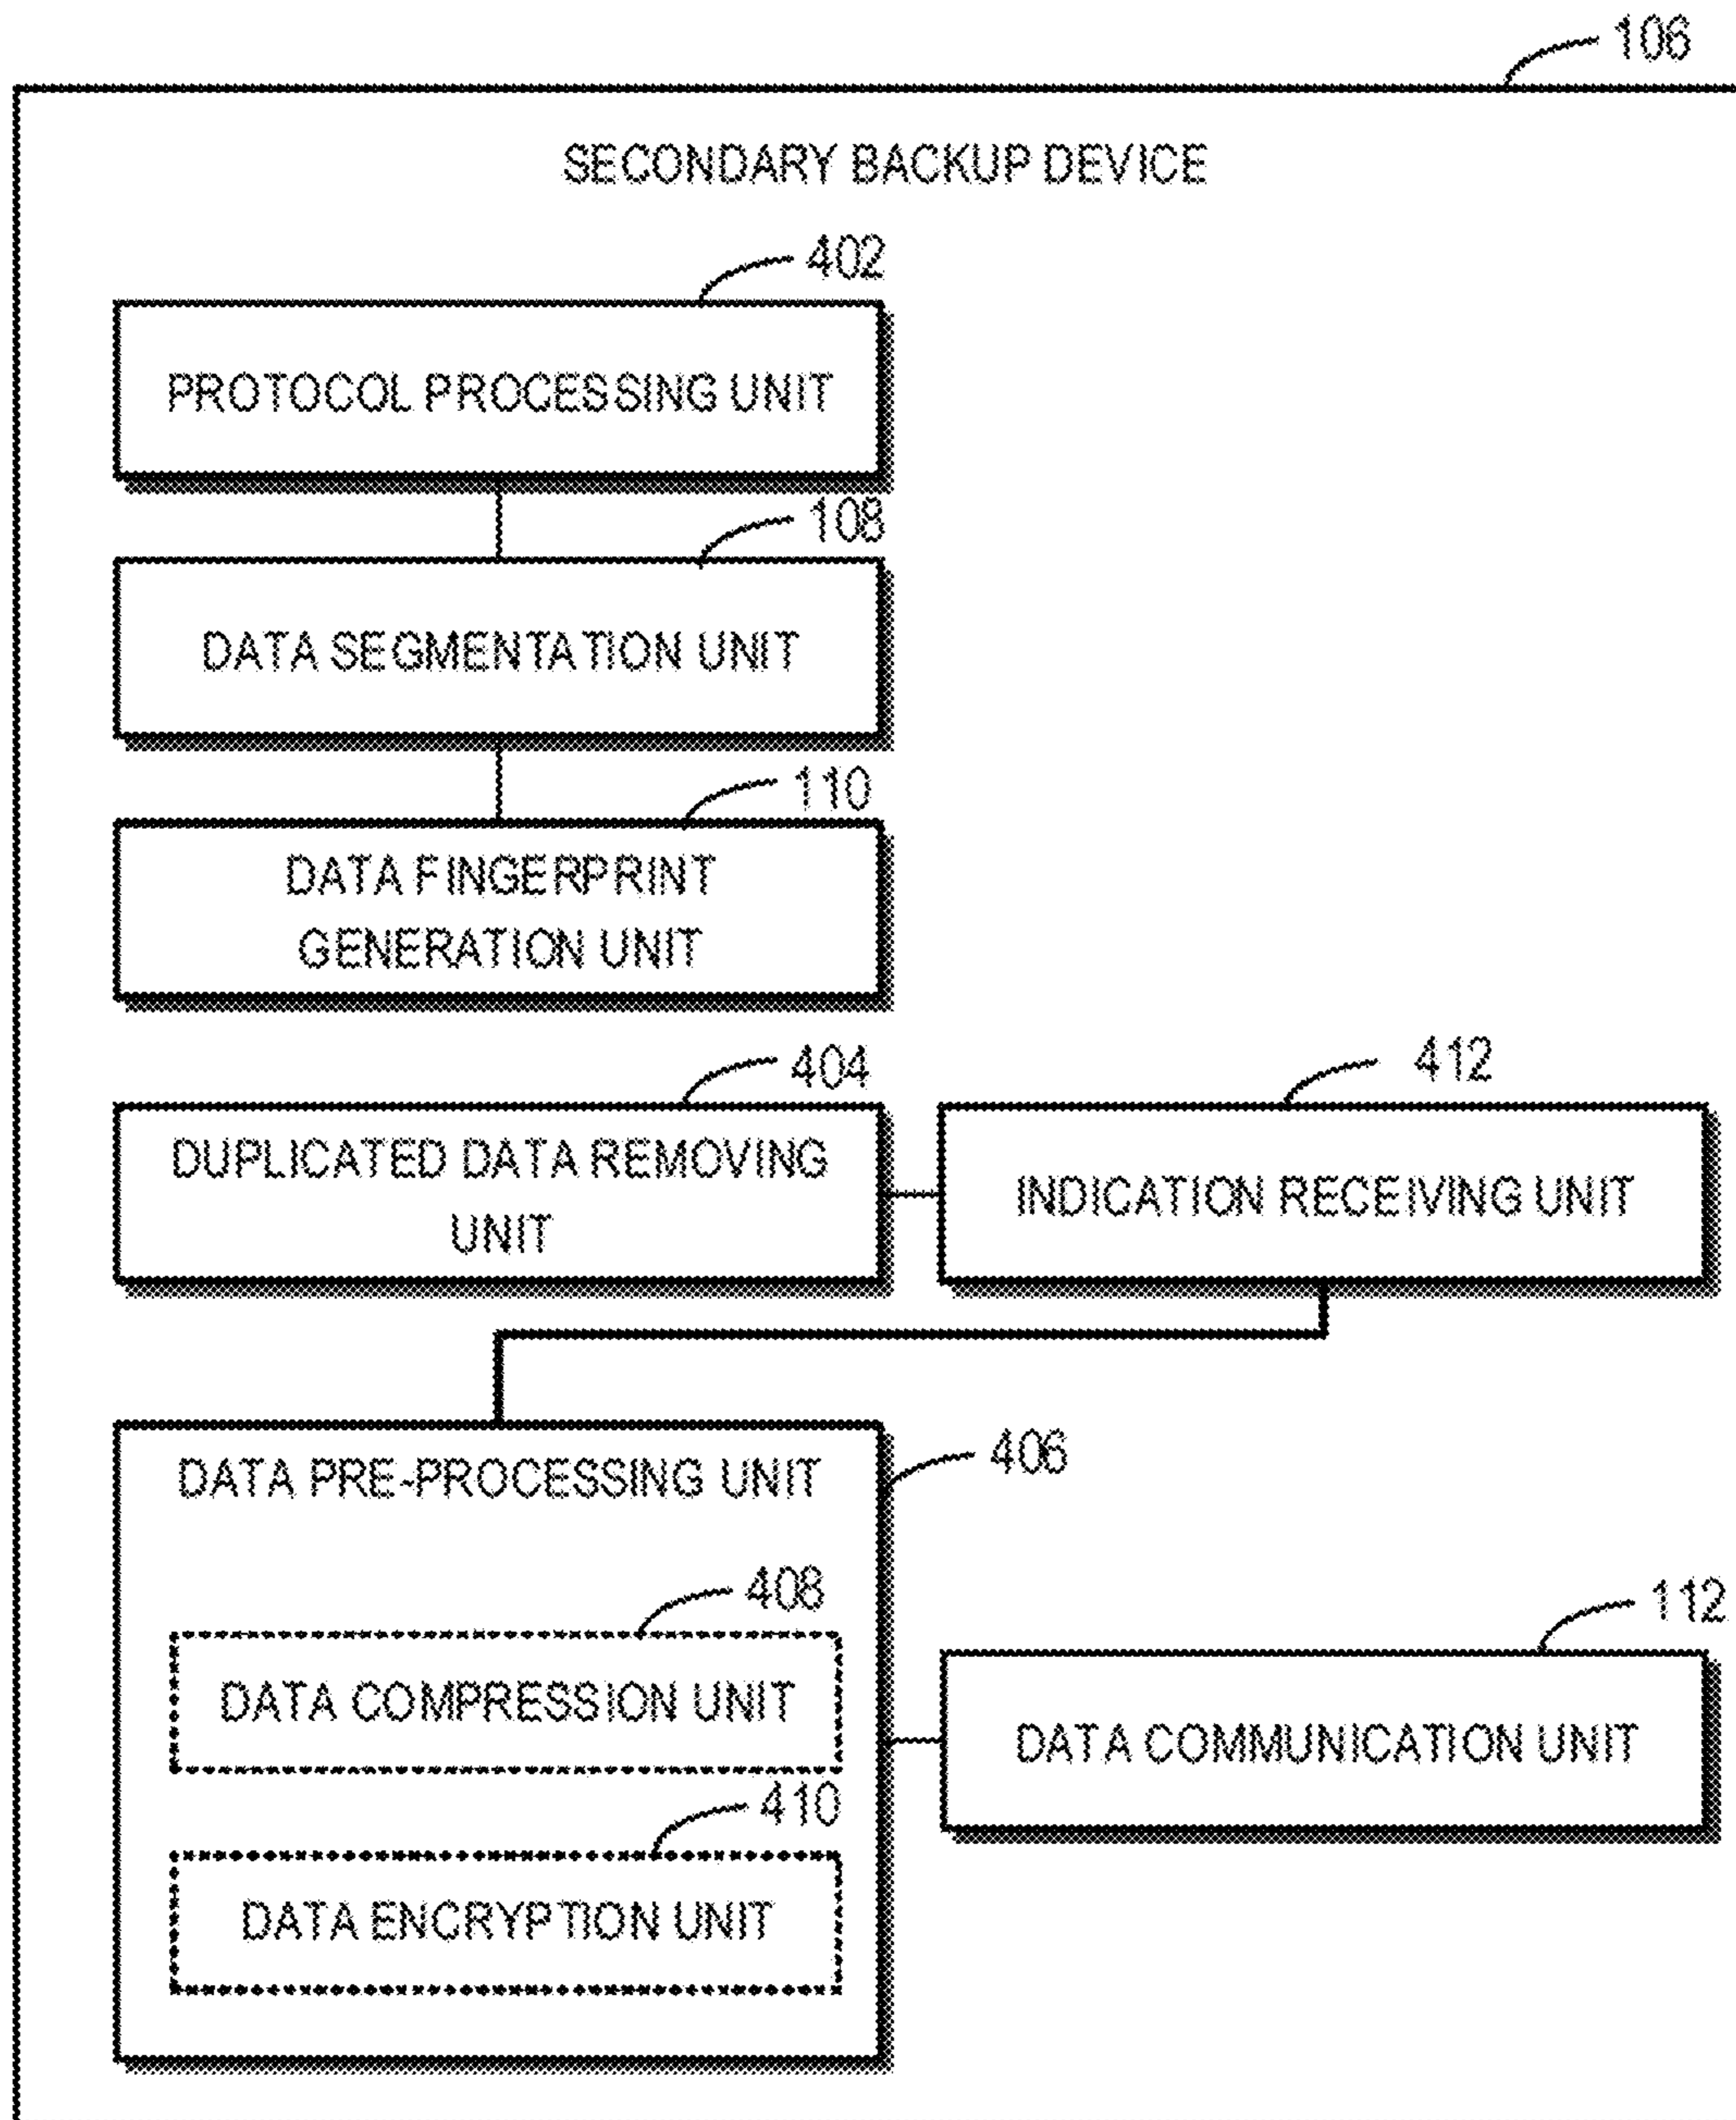 106
SECONDARY BACKUP DEVICE
402
PROTOCOL PROCESSING UNIT
108
DATA SEGMENTATION UNIT
110
DATA FINGERPRINT
GENERATION UNIT
404
DUPLICATED DATA REMOVING
UNIT
412
INDICATION RECEIVING UNIT
406
DATA PRE-PROCESSING UNIT
408
DATA COMPRESSION UNIT
410
DATA ENCRYPTION UNIT
112
DATA COMMUNICATION UNIT